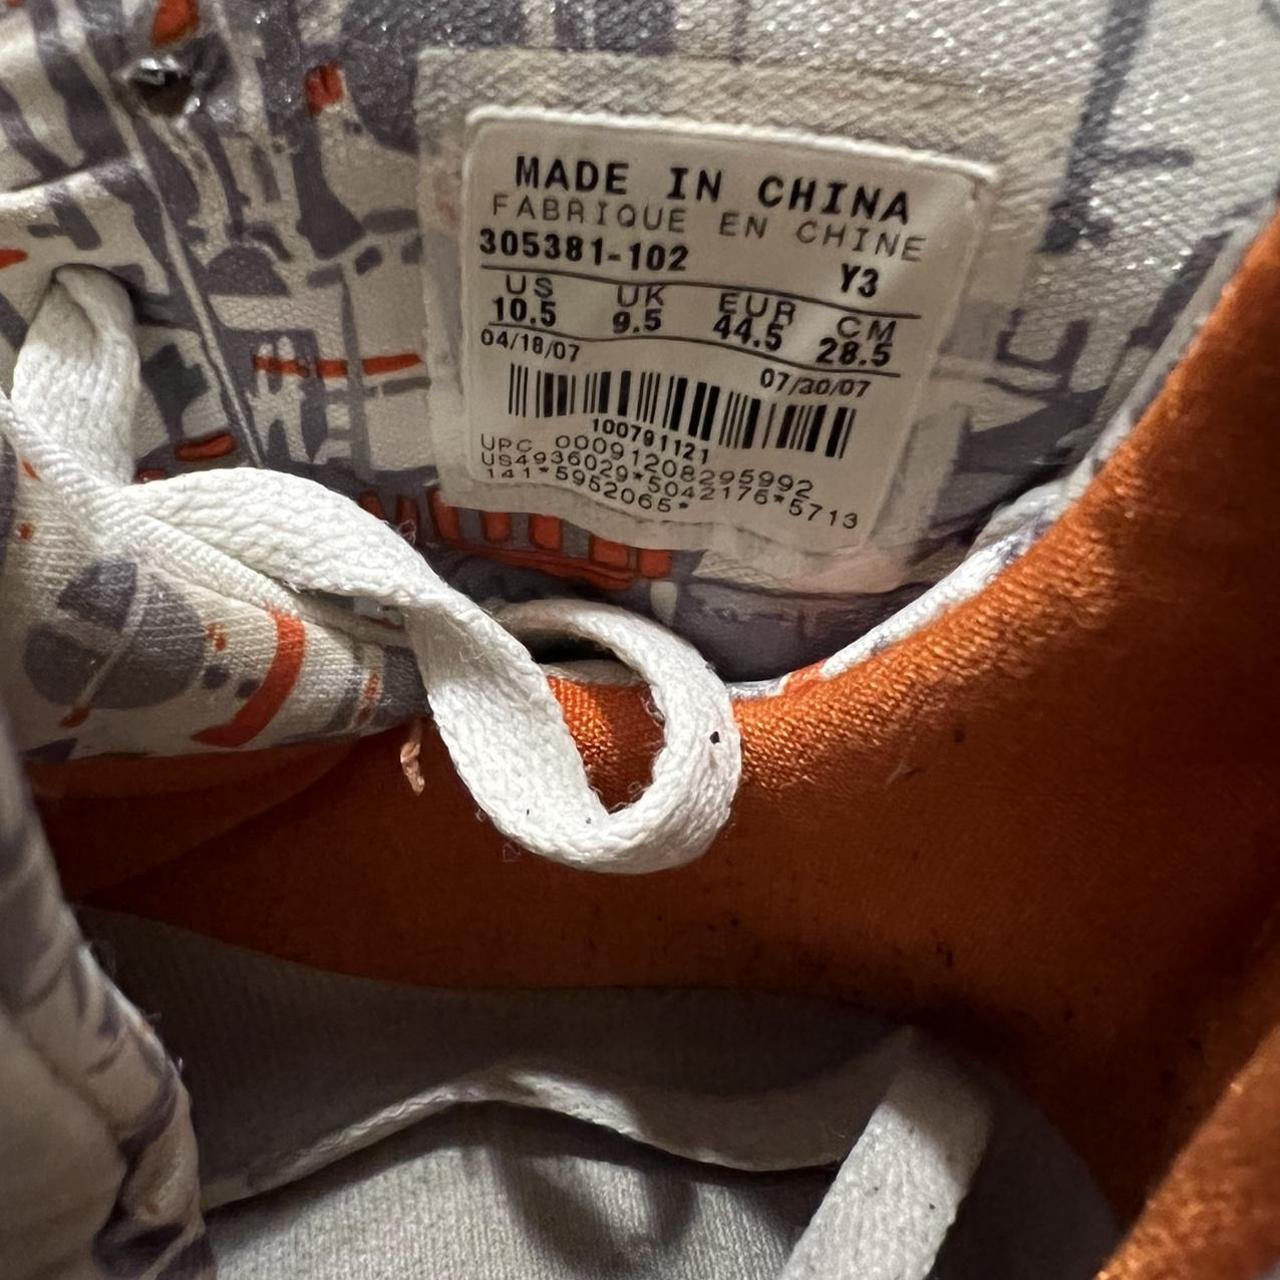 MADE IN CHINA
FABRIQUE EN CHINE
305381-102 Y3
US UK EUR CM
10.5 9.5 44.5 28.5
04/18/07 07/30/07
100791121
UPC 00091208295992
US4936029*5042176*5713
141*5952065*